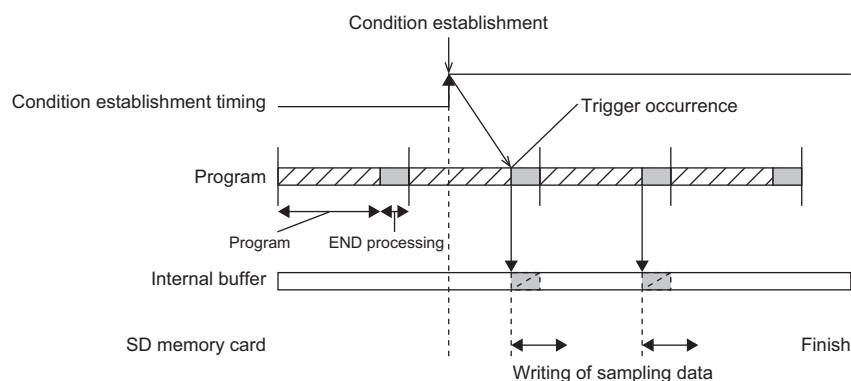 Condition establishment
Condition establishment timing
Trigger occurrence
Program
Program
END processing
Internal buffer
SD memory card
Finish
Writing of sampling data